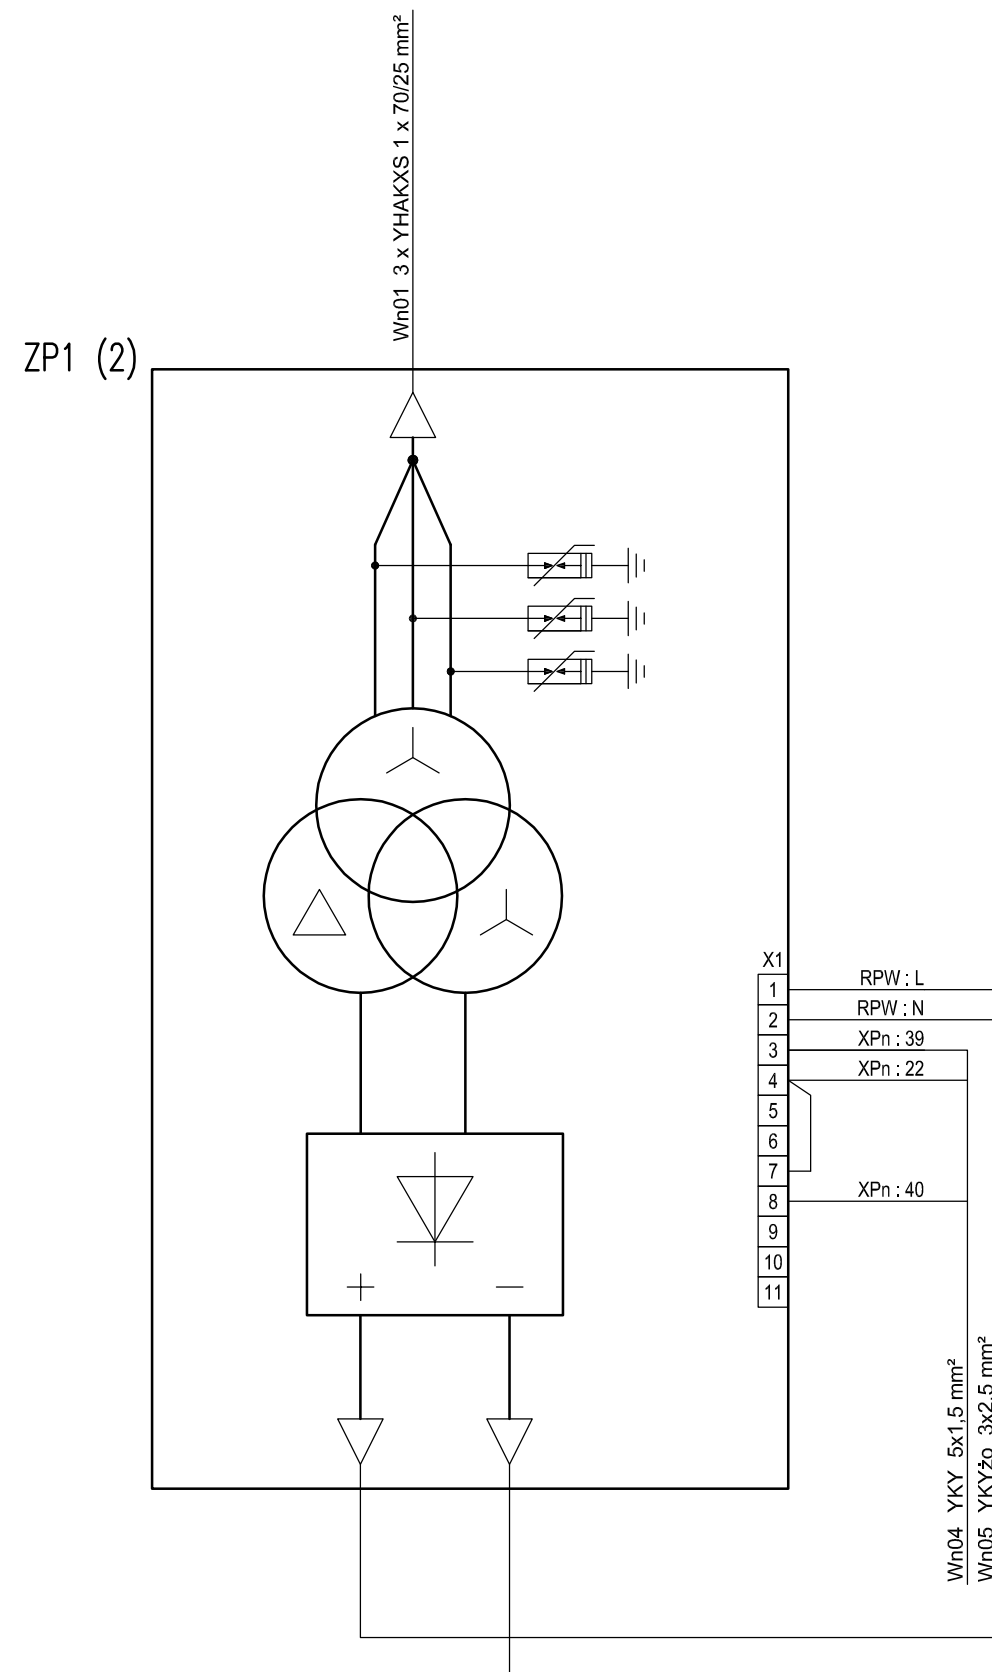 Wn01 3 x YHAKXS 1 x 70/25 mm²
ZP1 (2)
X1
1
RPW : L
2
RPW : N
3
XPn : 39
4
XPn : 22
5
6
7
8
XPn : 40
9
10
11
Wn04 YKY 5x1,5 mm²
Wn05 YKYżo 3x2,5 mm²